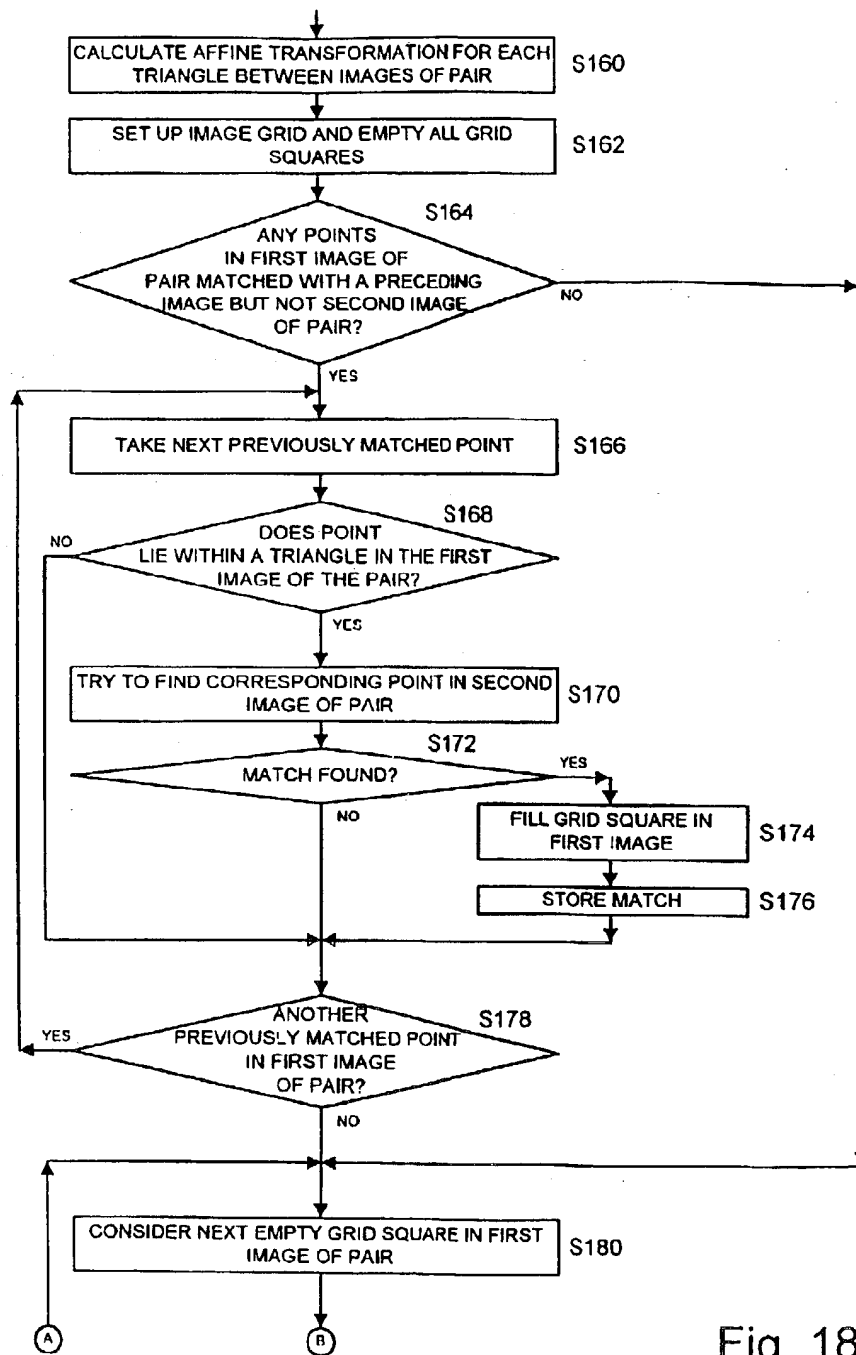 CALCULATE AFFINE TRANSFORMATION FOR EACH
TRIANGLE BETWEEN IMAGES OF PAIR
S160
SET UP IMAGE GRID AND EMPTY ALL GRID
SQUARES
S162
S164
ANY POINTS
IN FIRST IMAGE OF
PAIR MATCHED WITH A PRECEDING
IMAGE BUT NOT SECOND IMAGE
OF PAIR?
NO
YES
TAKE NEXT PREVIOUSLY MATCHED POINT
S166
S168
NO
DOES POINT
LIE WITHIN A TRIANGLE IN THE FIRST
IMAGE OF THE PAIR?
YES
TRY TO FIND CORRESPONDING POINT IN SECOND
IMAGE OF PAIR
S170
S172
MATCH FOUND?
YES
NO
FILL GRID SQUARE IN
FIRST IMAGE
S174
STORE MATCH
S176
S178
YES
ANOTHER
PREVIOUSLY MATCHED POINT
IN FIRST IMAGE
OF PAIR?
NO
CONSIDER NEXT EMPTY GRID SQUARE IN FIRST
IMAGE OF PAIR
S180
A
B
Fig. 18